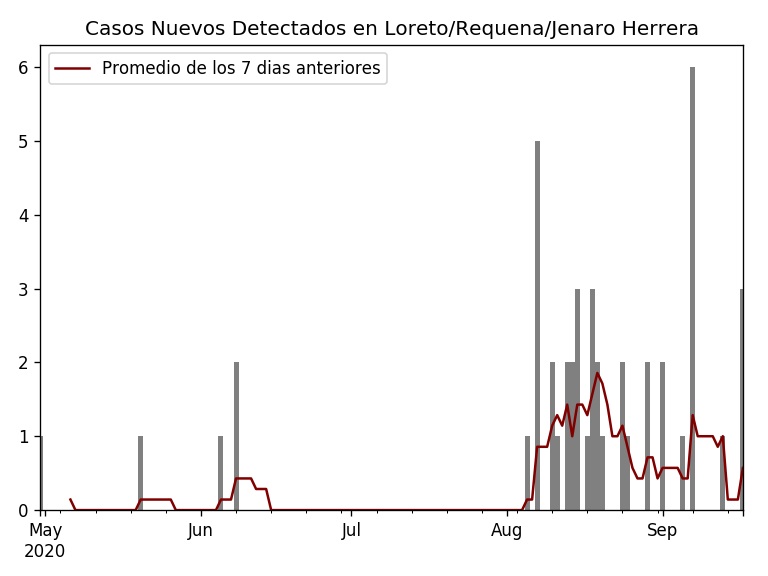 Casos Nuevos Detectados en Loreto/Requena/Jenaro Herrera
Promedio de los 7 dias anteriores
6
5
4
3
2
1
0
May Jun Jul Aug Sep
2020